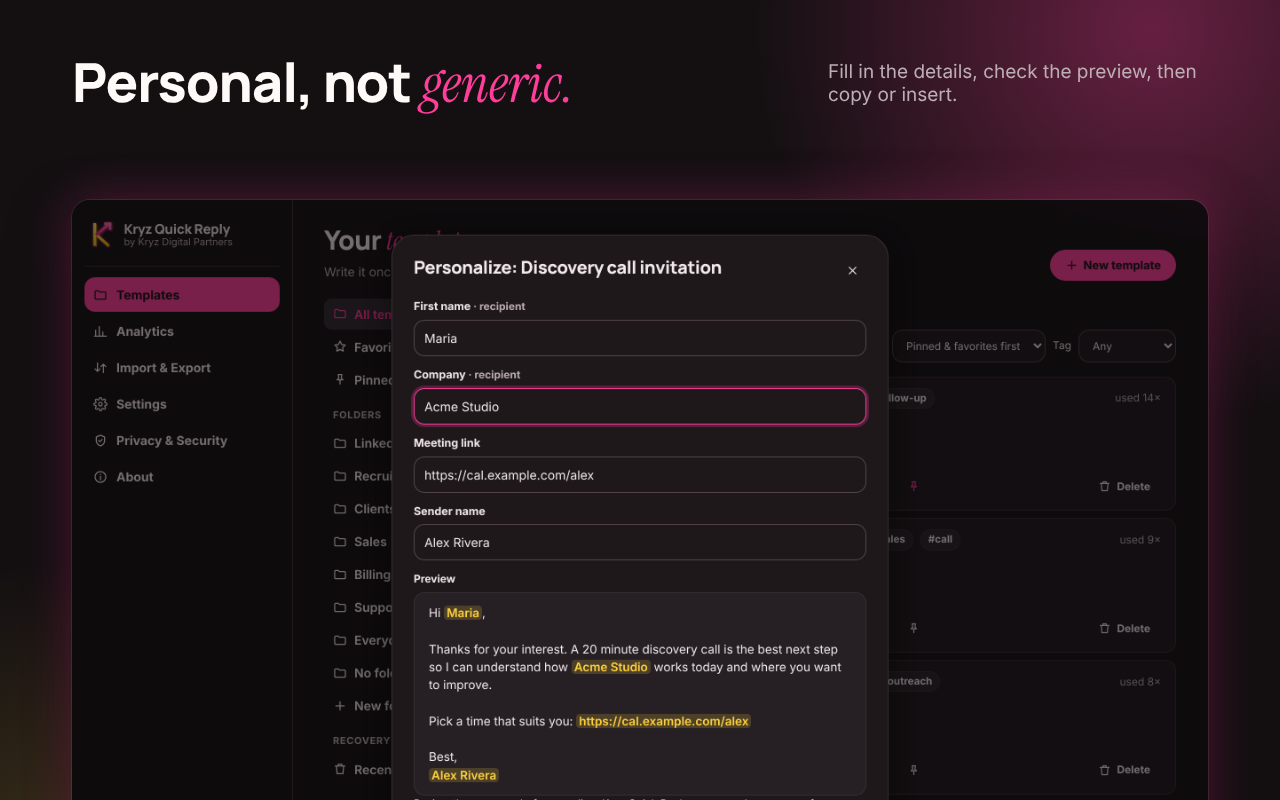 Personal, not generic.
Fill in the details, check the preview, then
copy or insert.
Kryz Quick Reply
by Kryz Digital Partners
Templates
Analytics
Import & Export
Settings
Privacy & Security
About
Your
Write it onc
+ New template
All ten
Favori
Pinned
Pinned & favorites first
Tag
Any
FOLDERS
Linked
Recrui
Clients
Sales
Billing
Suppo
Everyd
No fol
+ New fo
RECOVERY
Recen
Personalize: Discovery call invitation
×
First name · recipient
Maria
Company · recipient
Acme Studio
Meeting link
https://cal.example.com/alex
Sender name
Alex Rivera
Preview
Hi Maria,
Thanks for your interest. A 20 minute discovery call is the best next step
so I can understand how Acme Studio works today and where you want
to improve.
Pick a time that suits you: https://cal.example.com/alex
Best,
Alex Rivera
llow-up
used 14×
Delete
ales
#call
used 9×
Delete
outreach
used 8×
Delete